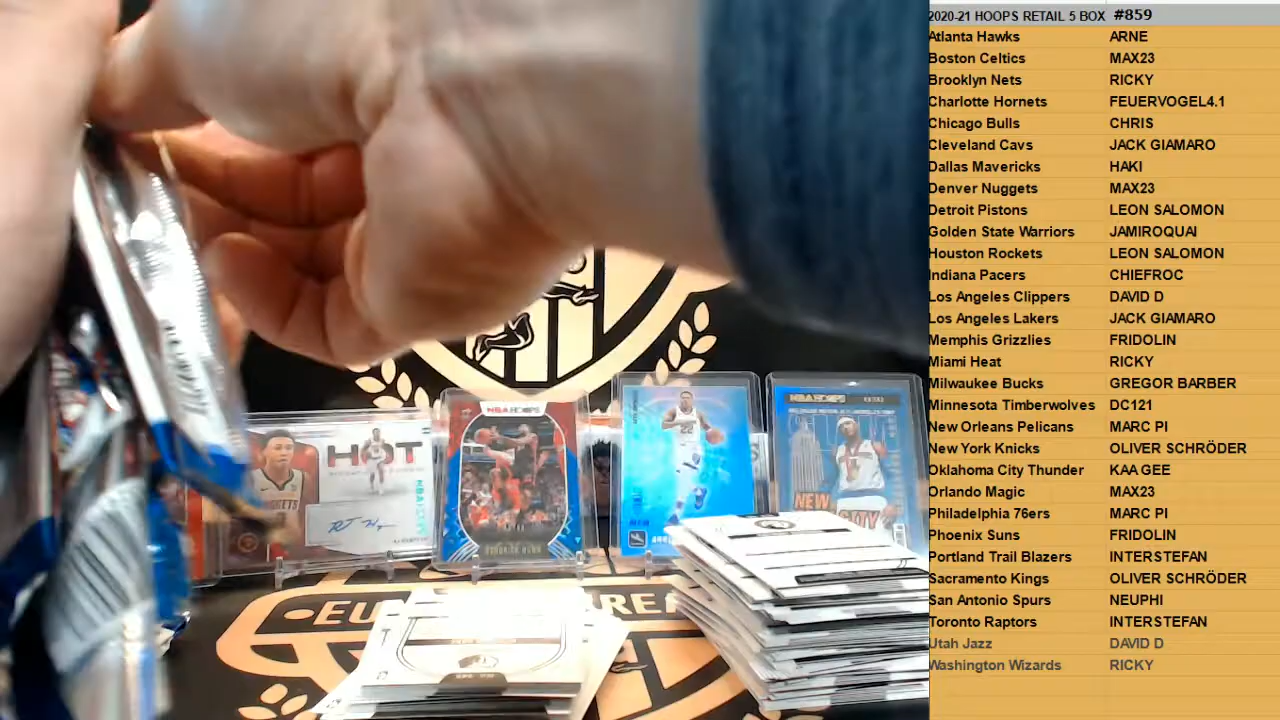 2020-21 HOOPS RETAIL 5 BOX #859
Atlanta Hawks ARNE
Boston Celtics MAX23
Brooklyn Nets RICKY
Charlotte Hornets FEUERVOGEL4.1
Chicago Bulls CHRIS
Cleveland Cavs JACK GIAMARO
Dallas Mavericks HAKI
Denver Nuggets MAX23
Detroit Pistons LEON SALOMON
Golden State Warriors JAMIROQUAI
Houston Rockets LEON SALOMON
Indiana Pacers CHIEFROC
Los Angeles Clippers DAVID D
Los Angeles Lakers JACK GIAMARO
Memphis Grizzlies FRIDOLIN
Miami Heat RICKY
Milwaukee Bucks GREGOR BARBER
Minnesota Timberwolves DC121
New Orleans Pelicans MARC PI
New York Knicks OLIVER SCHRÖDER
Oklahoma City Thunder KAA GEE
Orlando Magic MAX23
Philadelphia 76ers MARC PI
Phoenix Suns FRIDOLIN
Portland Trail Blazers INTERSTEFAN
Sacramento Kings OLIVER SCHRÖDER
San Antonio Spurs NEUPHI
Toronto Raptors INTERSTEFAN
Utah Jazz DAVID D
Washington Wizards RICKY
HOT
NBA HOOPS
NBA HOOPS
NEW
CITY